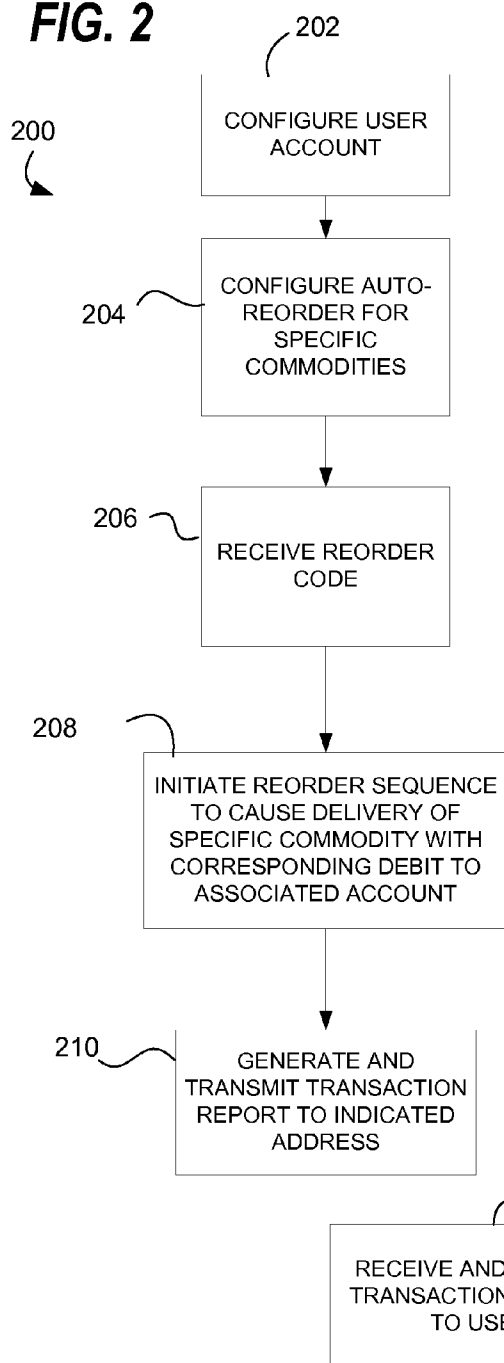 FIG. 2
202
200
CONFIGURE USER
ACCOUNT
204
CONFIGURE AUTO-
REORDER FOR
SPECIFIC
COMMODITIES
206
RECEIVE REORDER
CODE
208
INITIATE REORDER SEQUENCE
TO CAUSE DELIVERY OF
SPECIFIC COMMODITY WITH
CORRESPONDING DEBIT TO
ASSOCIATED ACCOUNT
210
GENERATE AND
TRANSMIT TRANSACTION
REPORT TO INDICATED
ADDRESS
RECEIVE AND
TRANSACTION
TO